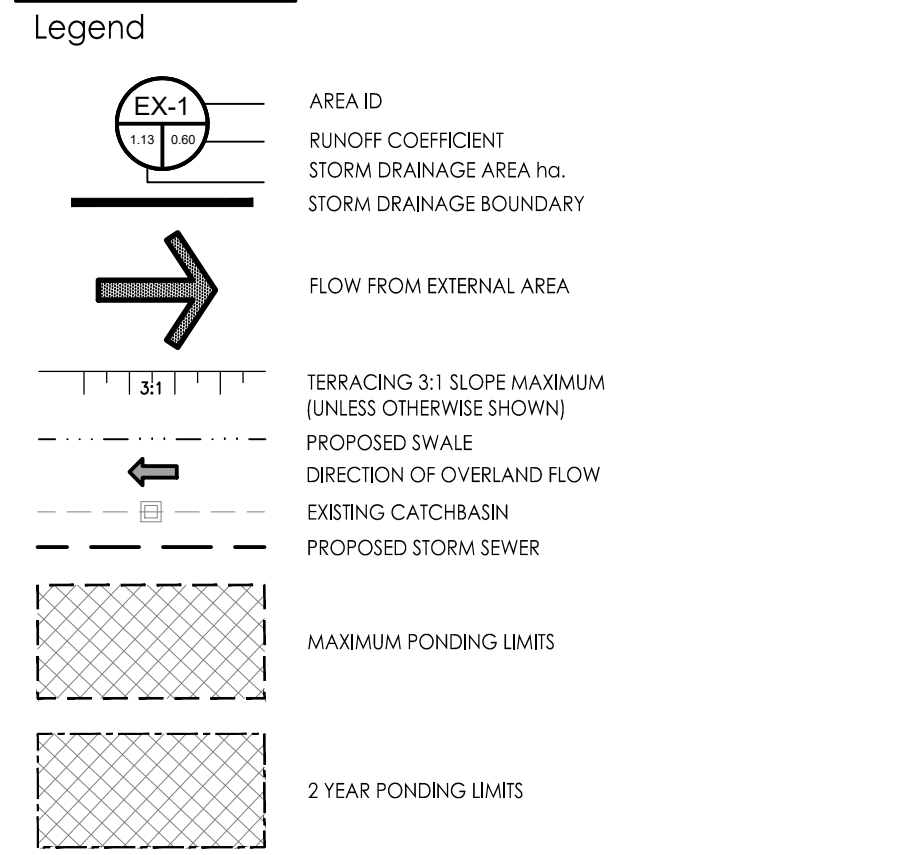 Legend
EX-1
1.13 0.60
AREA ID
RUNOFF COEFFICIENT
STORM DRAINAGE AREA ha.
STORM DRAINAGE BOUNDARY
FLOW FROM EXTERNAL AREA
3:1
TERRACING 3:1 SLOPE MAXIMUM
(UNLESS OTHERWISE SHOWN)
PROPOSED SWALE
DIRECTION OF OVERLAND FLOW
EXISTING CATCHBASIN
PROPOSED STORM SEWER
MAXIMUM PONDING LIMITS
2 YEAR PONDING LIMITS